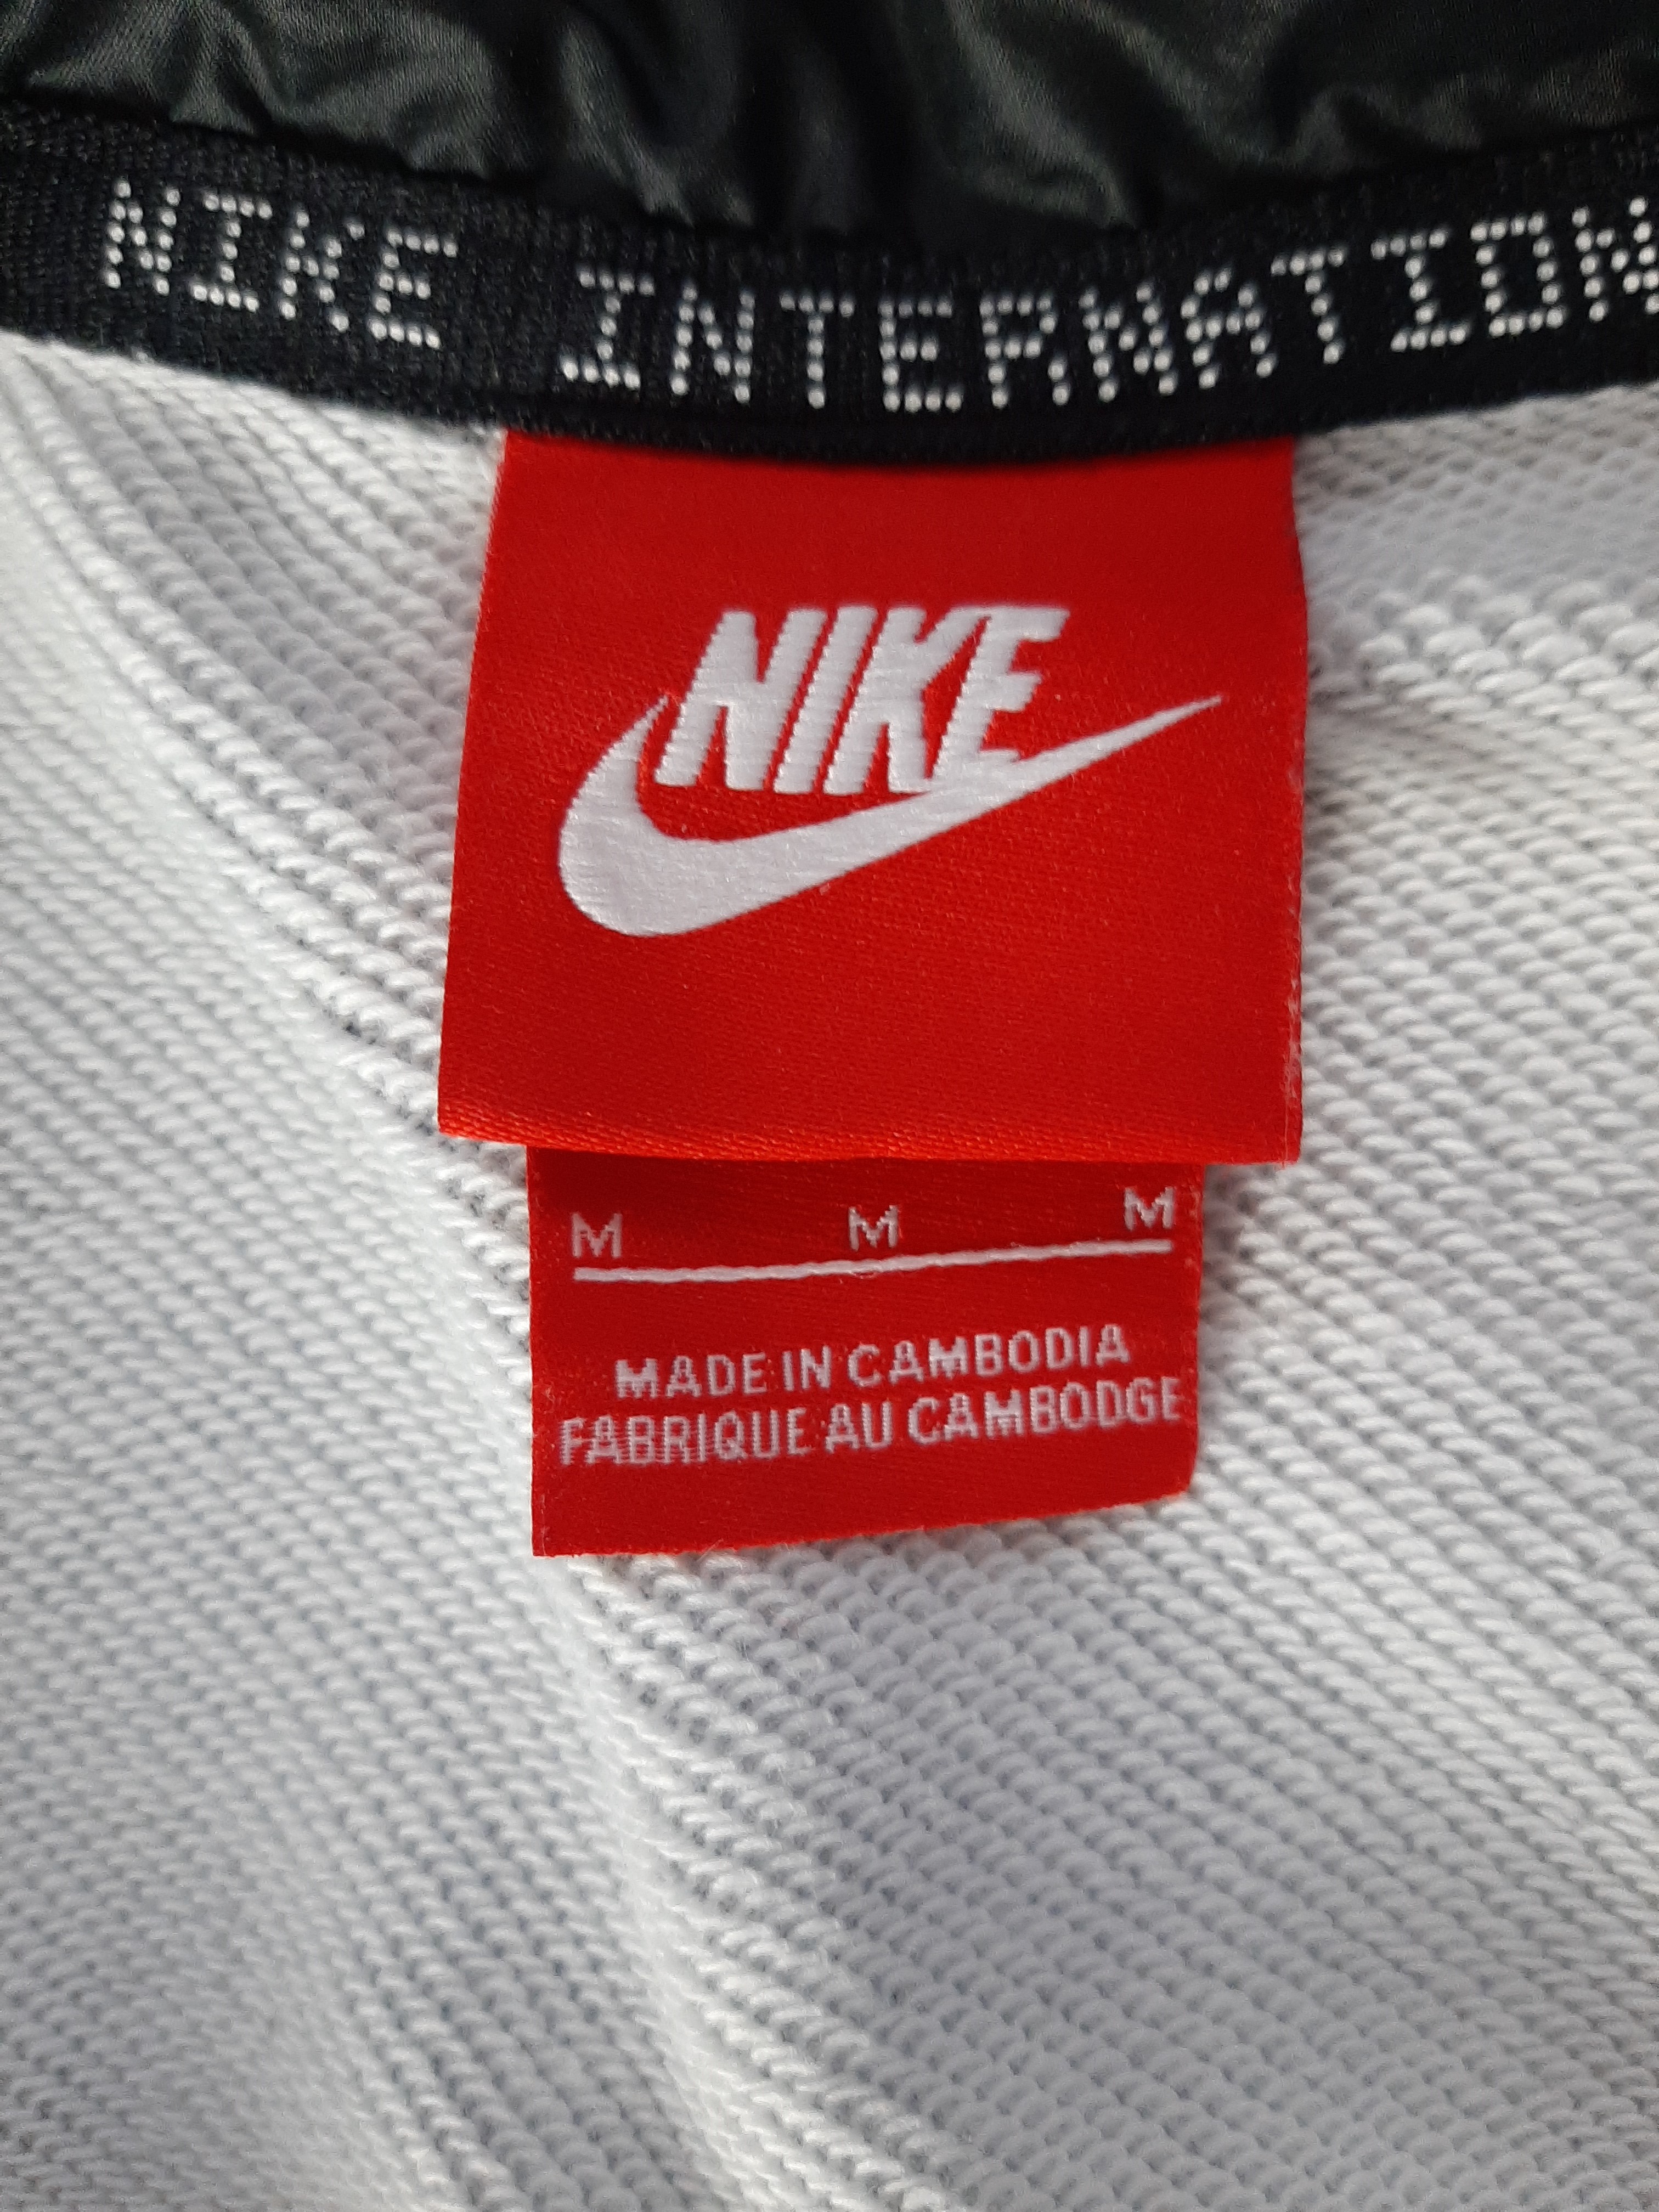 NIKE INTERNATION
NIKE
M M M
MADE IN CAMBODIA
FABRIQUE AU CAMBODGE